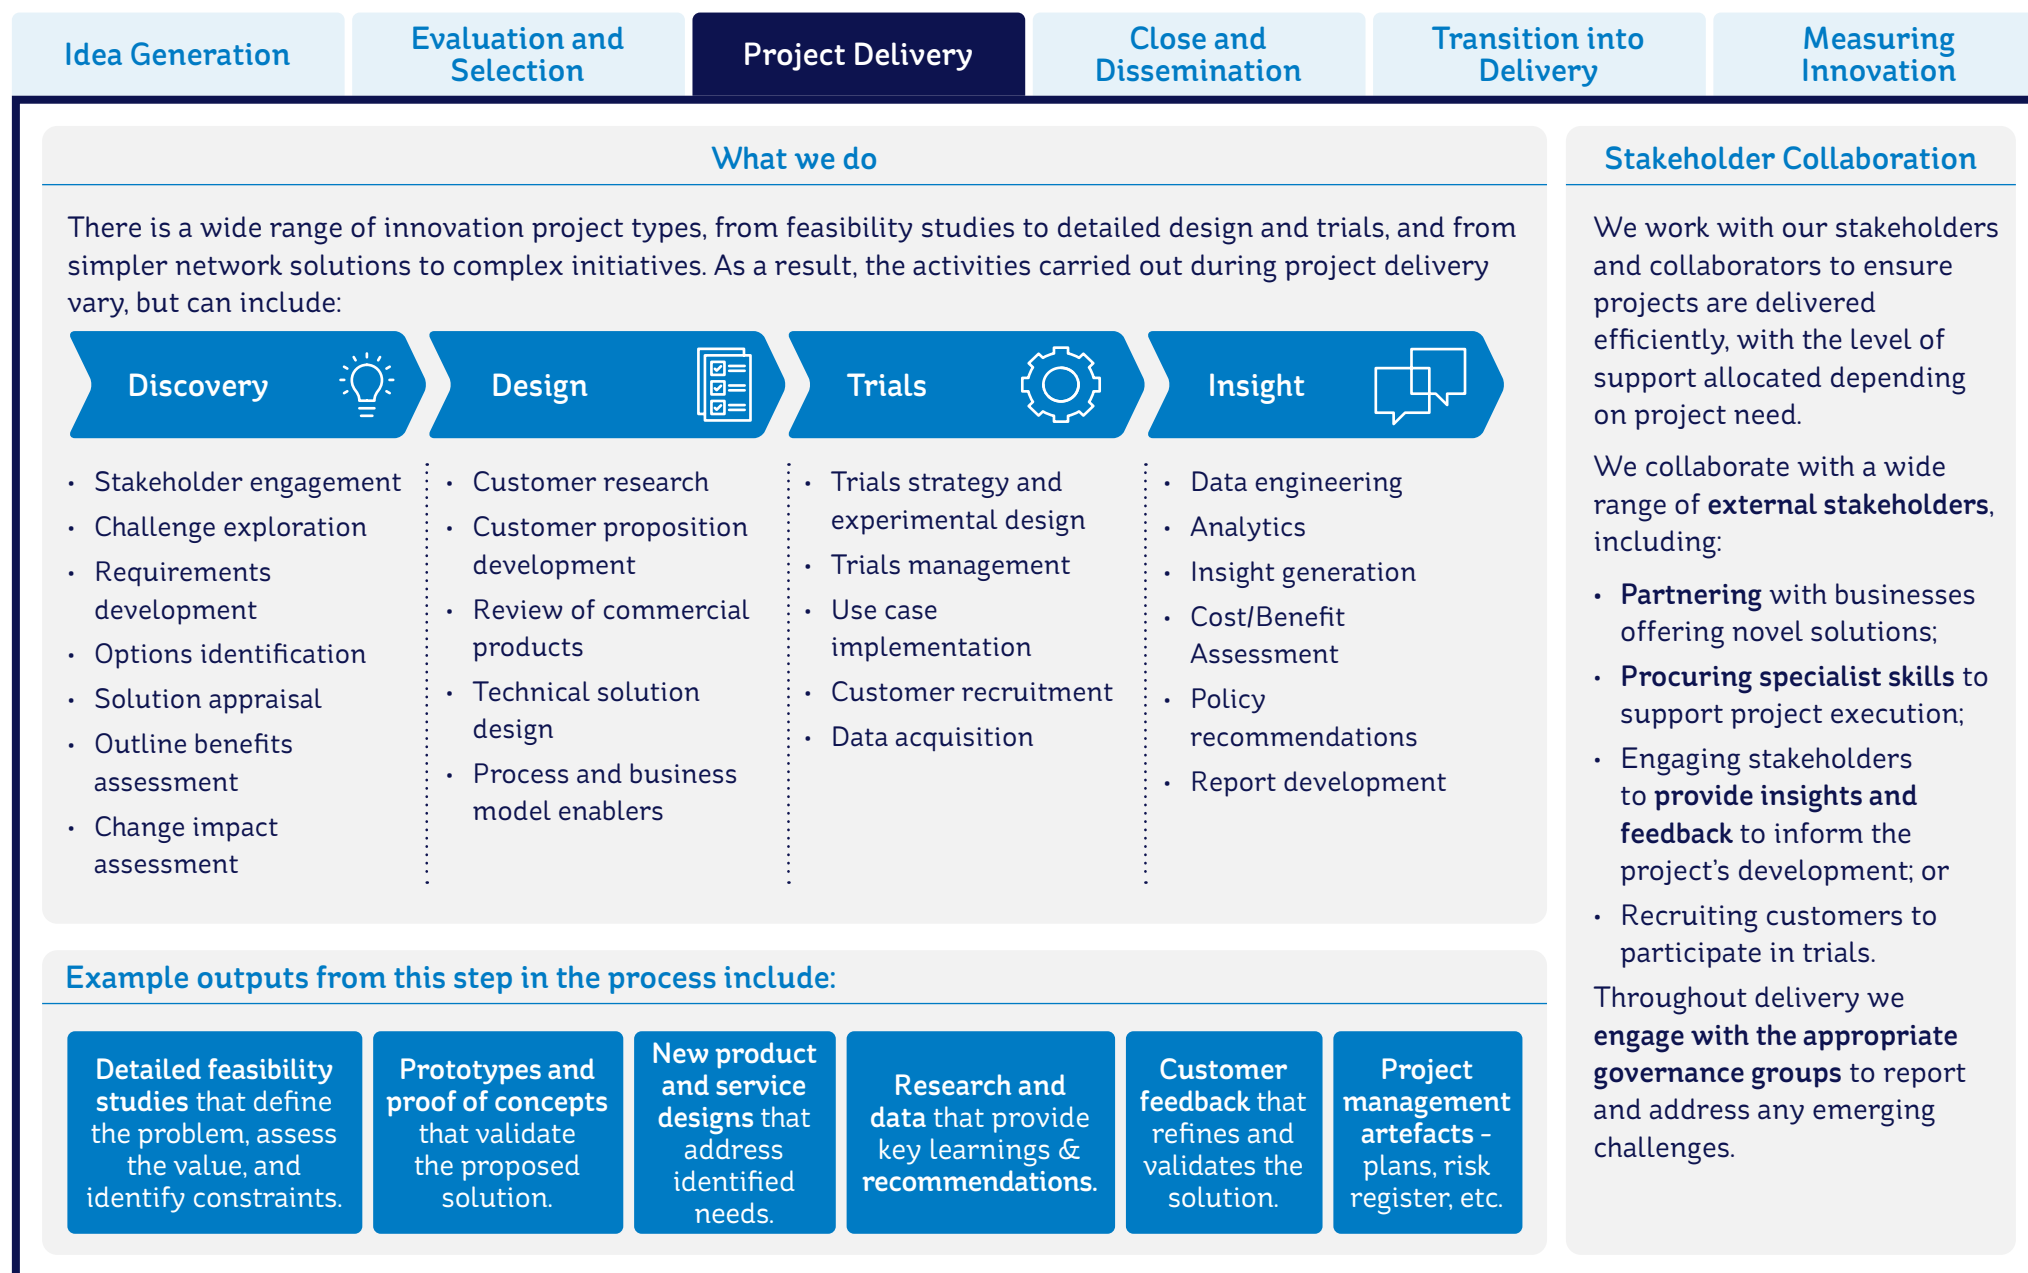 Idea Generation
Evaluation and
Selection
Project Delivery
Close and
Dissemination
Transition into
Delivery
Measuring
Innovation
What we do
There is a wide range of innovation project types, from feasibility studies to detailed design and trials, and from
simpler network solutions to complex initiatives. As a result, the activities carried out during project delivery
vary, but can include:
Discovery
• Stakeholder engagement
• Challenge exploration
• Requirements
development
• Options identification
• Solution appraisal
• Outline benefits
assessment
• Change impact
assessment
Design
• Customer research
• Customer proposition
development
• Review of commercial
products
• Technical solution
design
• Process and business
model enablers
Trials
• Trials strategy and
experimental design
• Trials management
• Use case
implementation
• Customer recruitment
• Data acquisition
Insight
• Data engineering
• Analytics
• Insight generation
• Cost/Benefit
Assessment
• Policy
recommendations
• Report development
Example outputs from this step in the process include:
Detailed feasibility
studies that define
the problem, assess
the value, and
identify constraints.
Prototypes and
proof of concepts
that validate
the proposed
solution.
New product
and service
designs that
address
identified
needs.
Research and
data that provide
key learnings &
recommendations.
Customer
feedback that
refines and
validates the
solution.
Project
management
artefacts -
plans, risk
register, etc.
Stakeholder Collaboration
We work with our stakeholders
and collaborators to ensure
projects are delivered
efficiently, with the level of
support allocated depending
on project need.
We collaborate with a wide
range of external stakeholders,
including:
• Partnering with businesses
offering novel solutions;
• Procuring specialist skills to
support project execution;
• Engaging stakeholders
to provide insights and
feedback to inform the
project's development; or
• Recruiting customers to
participate in trials.
Throughout delivery we
engage with the appropriate
governance groups to report
and address any emerging
challenges.